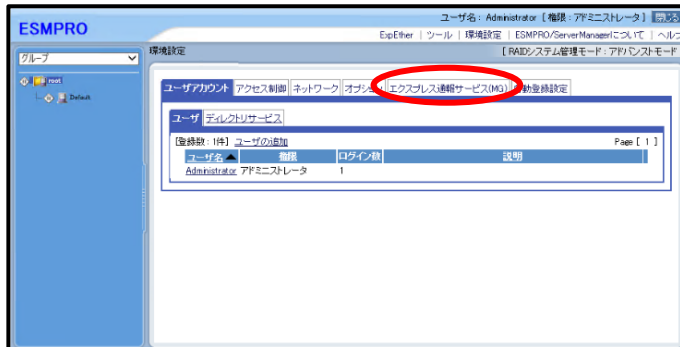 ESMPRO
ユーザ名: Administrator [権限: アドミニストレータ] 閉じる
ExpEther | ツール | 環境設定 | ESMPRO/ServerManagerについて | ヘルプ
グループ
環境設定
[ RAIDシステム管理モード: アドバンストモード
root
Default
ユーザアカウント アクセス制御 ネットワーク オプション エクスプレス通報サービス(MG) 自動登録設定
ユーザ ディレクトリサービス
[登録数: 1件] ユーザの追加 Page [ 1 ]
ユーザ名▲ 権限 ログイン数 説明
Administrator アドミニストレータ 1